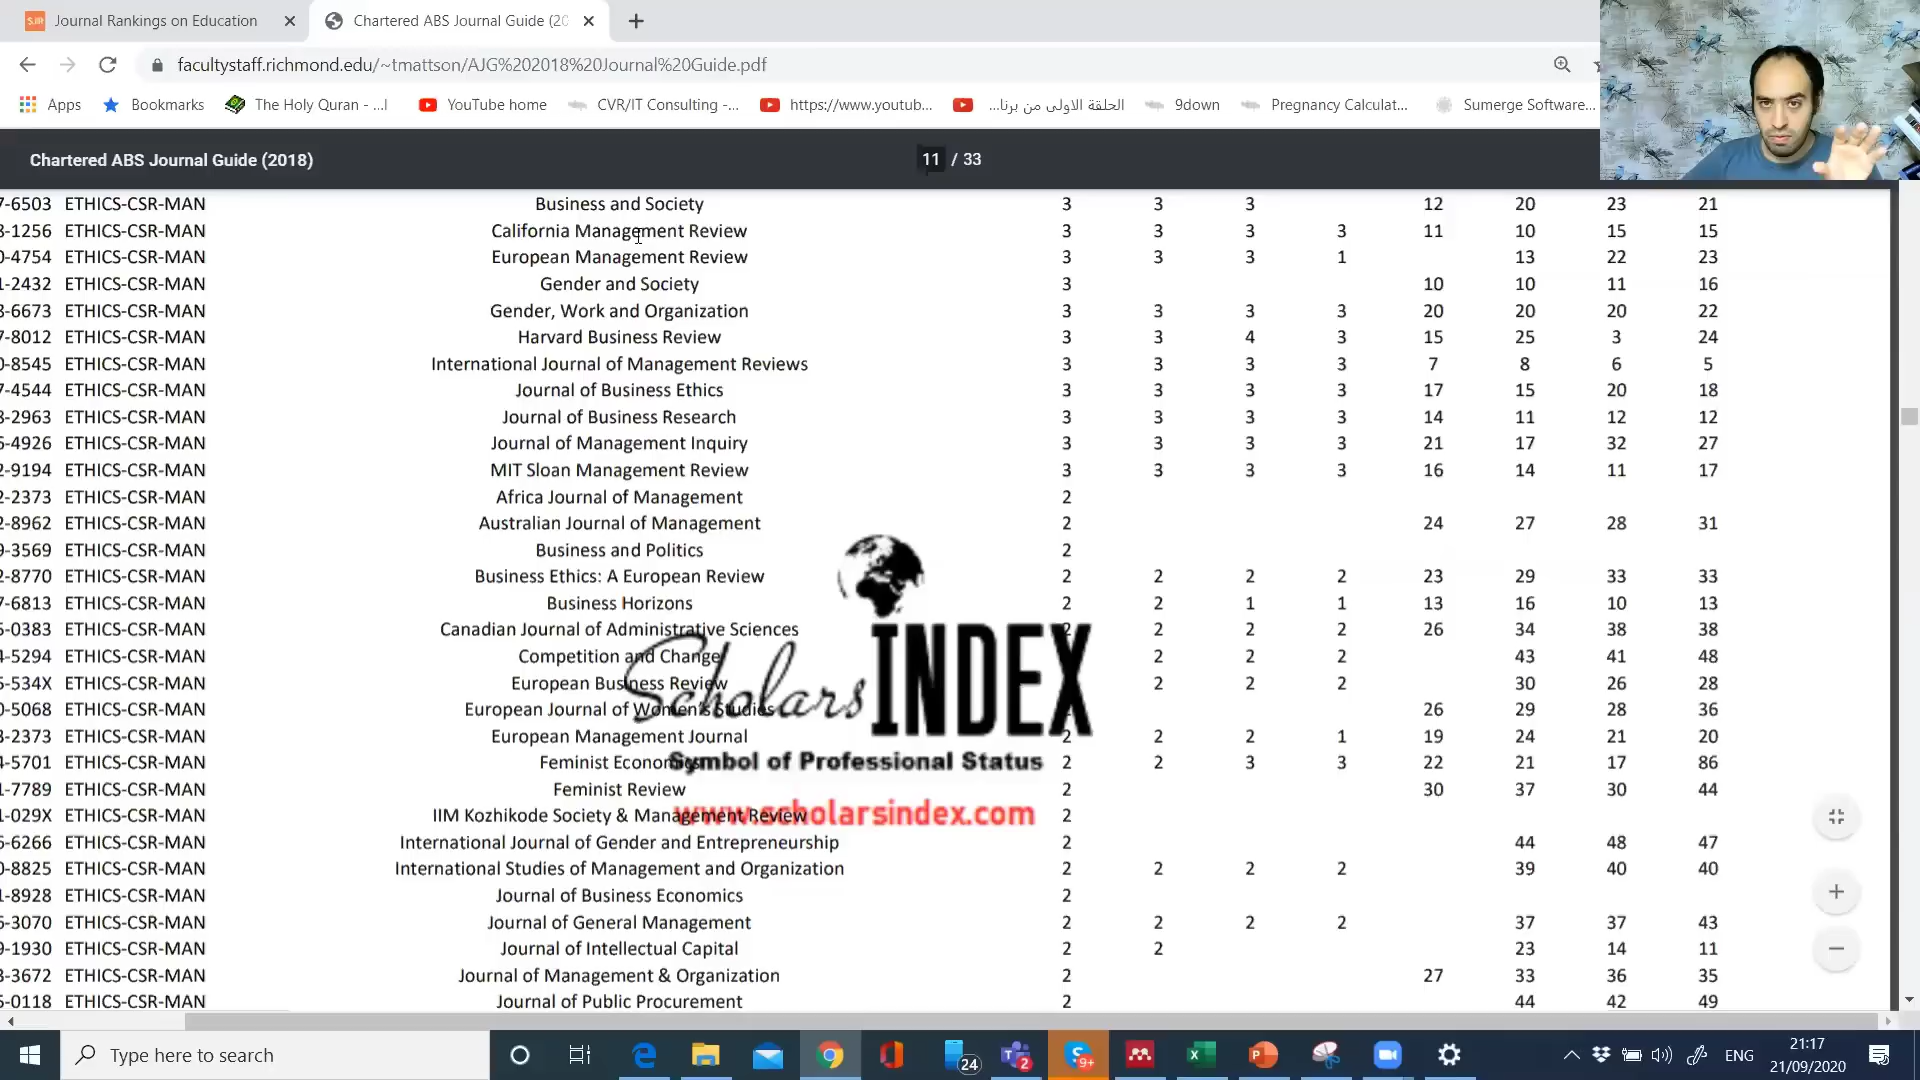 Journal Rankings on Education
Chartered ABS Journal Guide (20
facultystaff.richmond.edu/~tmattson/AJG%202018%20Journal%20Guide.pdf
Apps Bookmarks The Holy Quran - ...l YouTube home CVR/IT Consulting -... https://www.youtub... الحلقة الاولى من برنا... 9down Pregnancy Calculat... Sumerge Software...
Chartered ABS Journal Guide (2018) 11 / 33
7-6503 ETHICS-CSR-MAN Business and Society 3 3 3 12 20 23 21
8-1256 ETHICS-CSR-MAN California Management Review 3 3 3 3 11 10 15 15
0-4754 ETHICS-CSR-MAN European Management Review 3 3 3 1 13 22 23
1-2432 ETHICS-CSR-MAN Gender and Society 3 10 10 11 16
8-6673 ETHICS-CSR-MAN Gender, Work and Organization 3 3 3 3 20 20 20 22
7-8012 ETHICS-CSR-MAN Harvard Business Review 3 3 4 3 15 25 3 24
0-8545 ETHICS-CSR-MAN International Journal of Management Reviews 3 3 3 3 7 8 6 5
7-4544 ETHICS-CSR-MAN Journal of Business Ethics 3 3 3 3 17 15 20 18
8-2963 ETHICS-CSR-MAN Journal of Business Research 3 3 3 3 14 11 12 12
6-4926 ETHICS-CSR-MAN Journal of Management Inquiry 3 3 3 3 21 17 32 27
2-9194 ETHICS-CSR-MAN MIT Sloan Management Review 3 3 3 3 16 14 11 17
2-2373 ETHICS-CSR-MAN Africa Journal of Management 2
2-8962 ETHICS-CSR-MAN Australian Journal of Management 2 24 27 28 31
9-3569 ETHICS-CSR-MAN Business and Politics 2
2-8770 ETHICS-CSR-MAN Business Ethics: A European Review 2 2 2 2 23 29 33 33
7-6813 ETHICS-CSR-MAN Business Horizons 2 2 1 1 13 16 10 13
5-0383 ETHICS-CSR-MAN Canadian Journal of Administrative Sciences 2 2 2 2 26 34 38 38
4-5294 ETHICS-CSR-MAN Competition and Change 2 2 2 43 41 48
5-534X ETHICS-CSR-MAN European Business Review 2 2 2 30 26 28
0-5068 ETHICS-CSR-MAN European Journal of Women's Studies 26 29 28 36
3-2373 ETHICS-CSR-MAN European Management Journal 2 2 2 1 19 24 21 20
4-5701 ETHICS-CSR-MAN Feminist Economics 2 2 3 3 22 21 17 86
1-7789 ETHICS-CSR-MAN Feminist Review 2 30 37 30 44
1-029X ETHICS-CSR-MAN IIM Kozhikode Society & Management Review 2
6-6266 ETHICS-CSR-MAN International Journal of Gender and Entrepreneurship 2 44 48 47
0-8825 ETHICS-CSR-MAN International Studies of Management and Organization 2 2 2 2 39 40 40
1-8928 ETHICS-CSR-MAN Journal of Business Economics 2
6-3070 ETHICS-CSR-MAN Journal of General Management 2 2 2 2 37 37 43
9-1930 ETHICS-CSR-MAN Journal of Intellectual Capital 2 2 23 14 11
3-3672 ETHICS-CSR-MAN Journal of Management & Organization 2 27 33 36 35
5-0118 ETHICS-CSR-MAN Journal of Public Procurement 2 44 42 49
Scholars INDEX
Symbol of Professional Status
www.scholarsindex.com
Type here to search
24
2
9+
ENG
21:17
21/09/2020